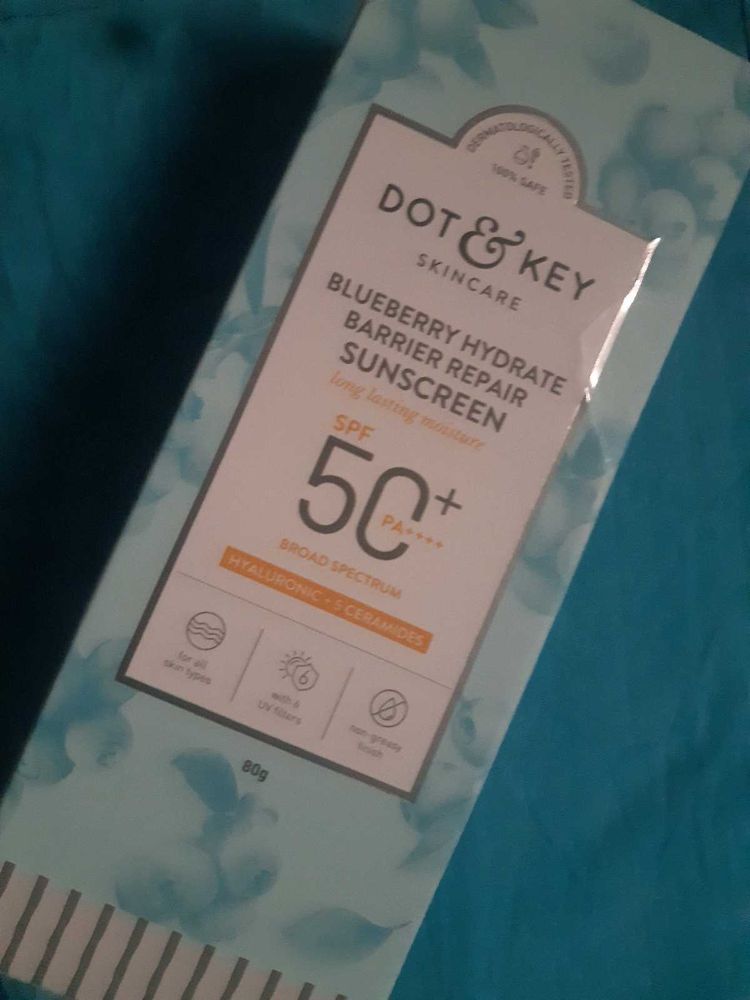 DERMATOLOGICALLY TESTED
100% SAFE
DOT & KEY
SKINCARE
BLUEBERRY HYDRATE
BARRIER REPAIR
SUNSCREEN
long lasting moisture
SPF
50+
PA++++
BROAD SPECTRUM
HYALURONIC + 5 CERAMIDES
for all
skin types
6
with 6
UV filters
non greasy
finish
80g